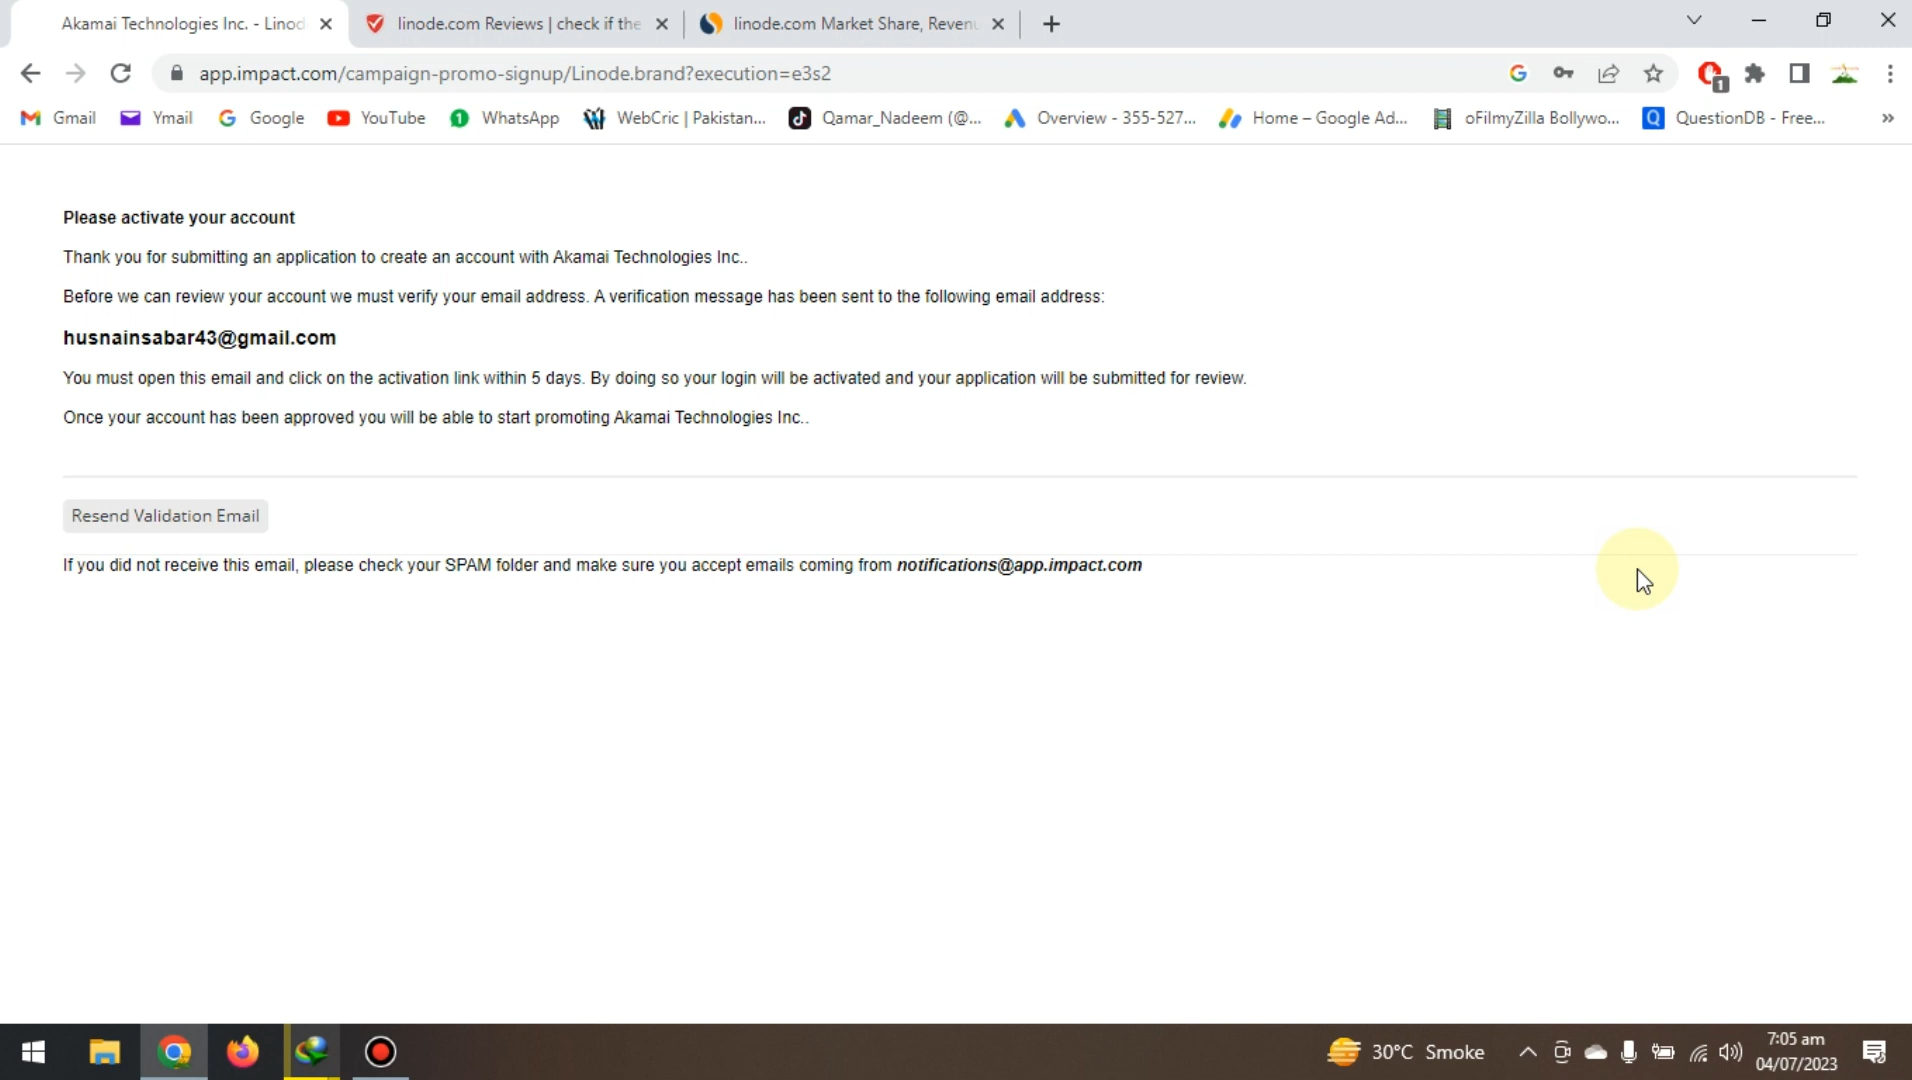 Akamai Technologies Inc. - Linod
linode.com Reviews | check if the
linode.com Market Share, Revenu
app.impact.com/campaign-promo-signup/Linode.brand?execution=e3s2
1
Gmail Ymail Google YouTube 1 WhatsApp WebCric | Pakistan... Qamar_Nadeem (@... Overview - 355-527... Home – Google Ad... oFilmyZilla Bollywo... Q QuestionDB - Free... »
Please activate your account
Thank you for submitting an application to create an account with Akamai Technologies Inc..
Before we can review your account we must verify your email address. A verification message has been sent to the following email address:
husnainsabar43@gmail.com
You must open this email and click on the activation link within 5 days. By doing so your login will be activated and your application will be submitted for review.
Once your account has been approved you will be able to start promoting Akamai Technologies Inc..
Resend Validation Email
If you did not receive this email, please check your SPAM folder and make sure you accept emails coming from notifications@app.impact.com
30°C Smoke
7:05 am
04/07/2023